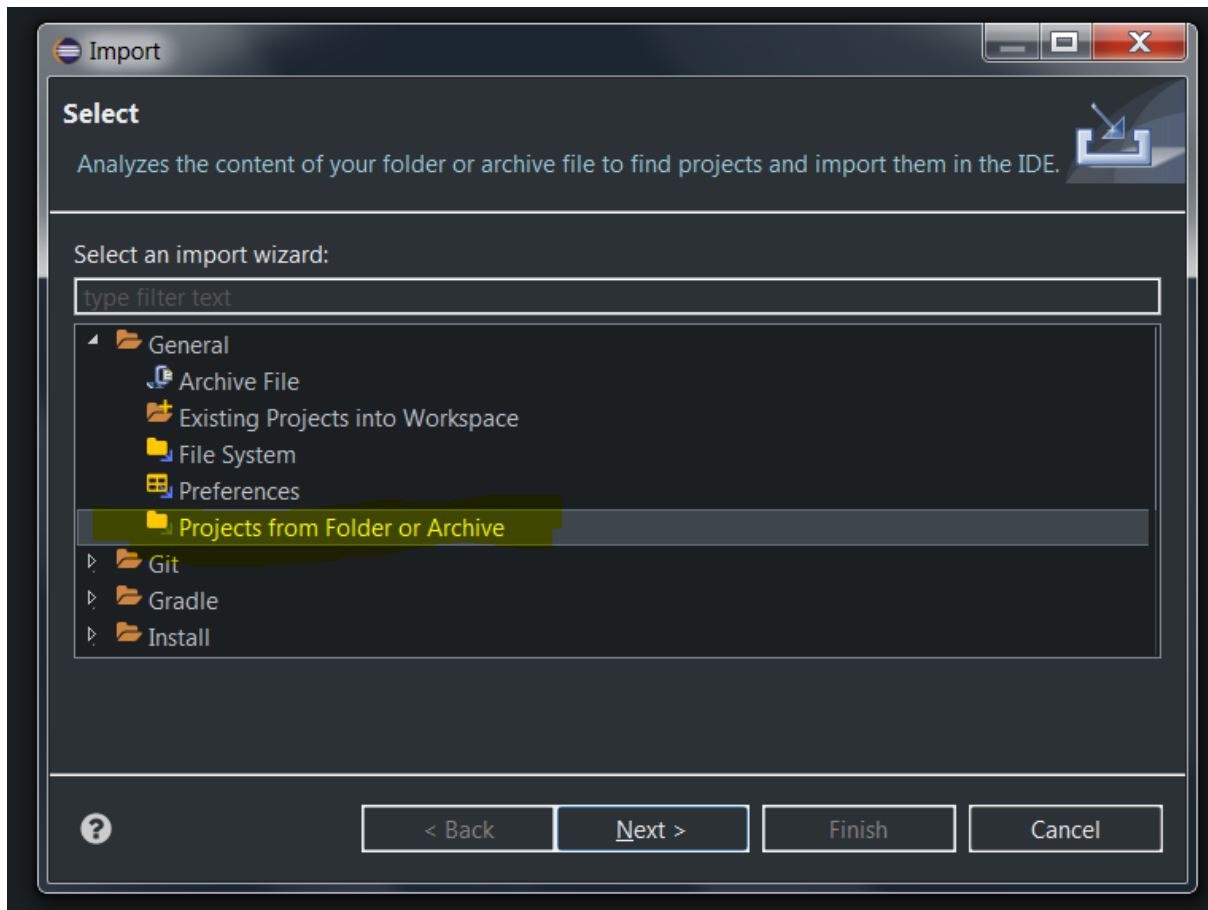 Import
Select
Analyzes the content of your folder or archive file to find projects and import them in the IDE.
Select an import wizard:
type filter text
General
Archive File
Existing Projects into Workspace
File System
Preferences
Projects from Folder or Archive
Git
Gradle
Install
< Back
Next >
Finish
Cancel